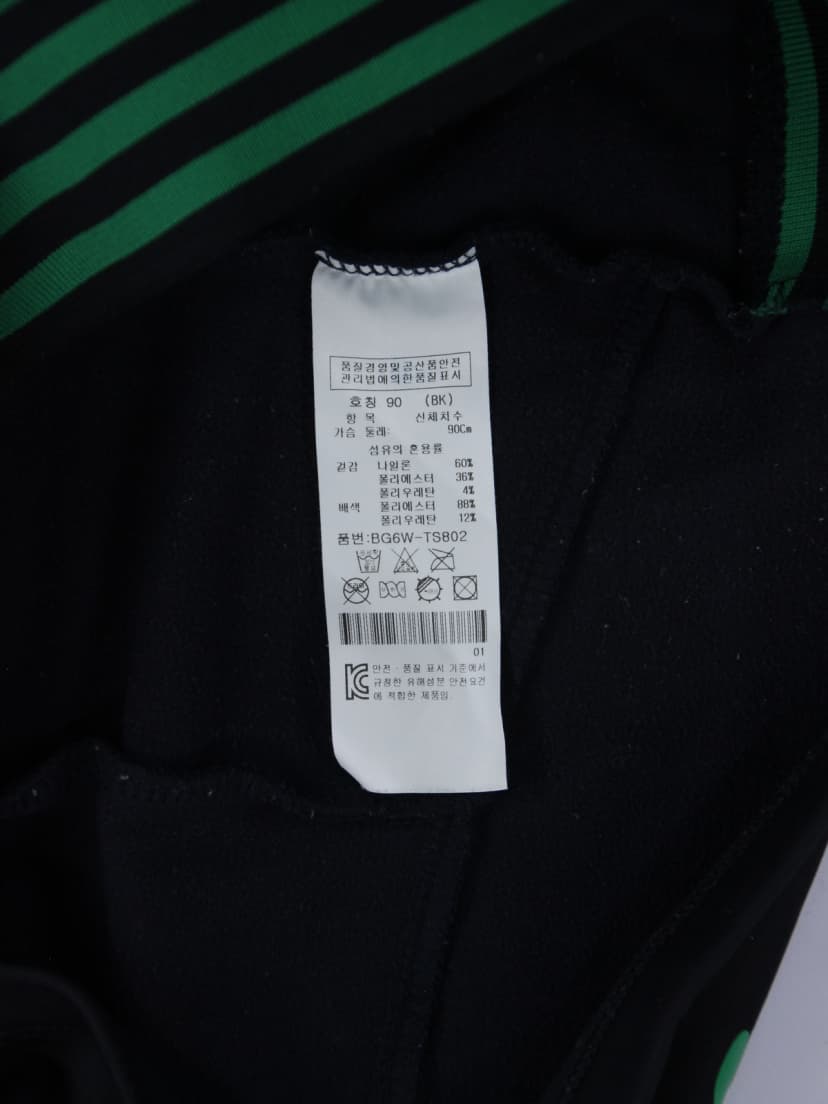 품질경영및공산품안전
관리법에의한품질표시
호칭 90 (BK)
항 목 신체치수
가슴 둘레: 90Cm
섬유의 혼용률
겉감 나일론 60%
폴리에스터 36%
폴리우레탄 4%
배색 폴리에스터 88%
폴리우레탄 12%
품번:BG6W-TS802
01
안전·품질 표시 기준에서
규정한 유해성분 안전요건
에 적합한 제품임.